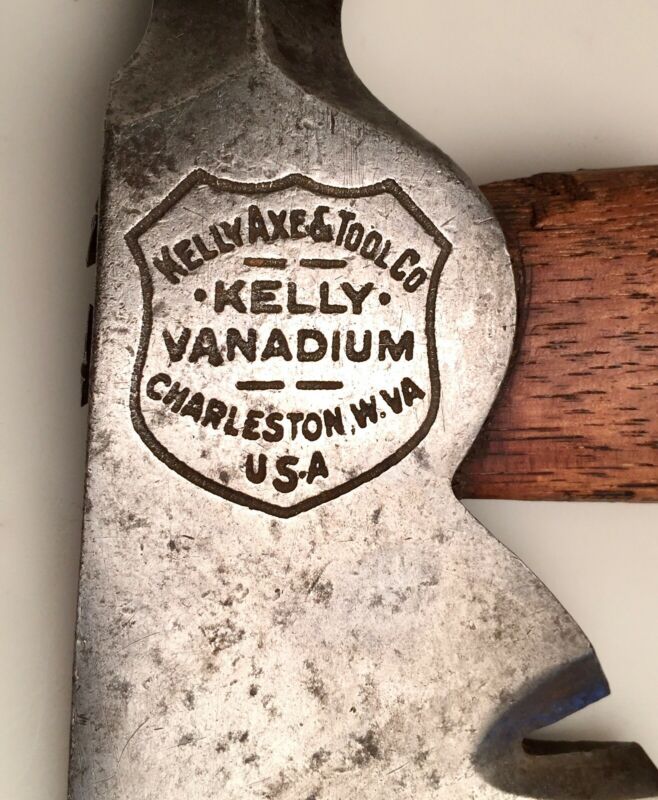 KELLY AXE & TOOL CO
· KELLY ·
VANADIUM
CHARLESTON, W. VA
U.S.A